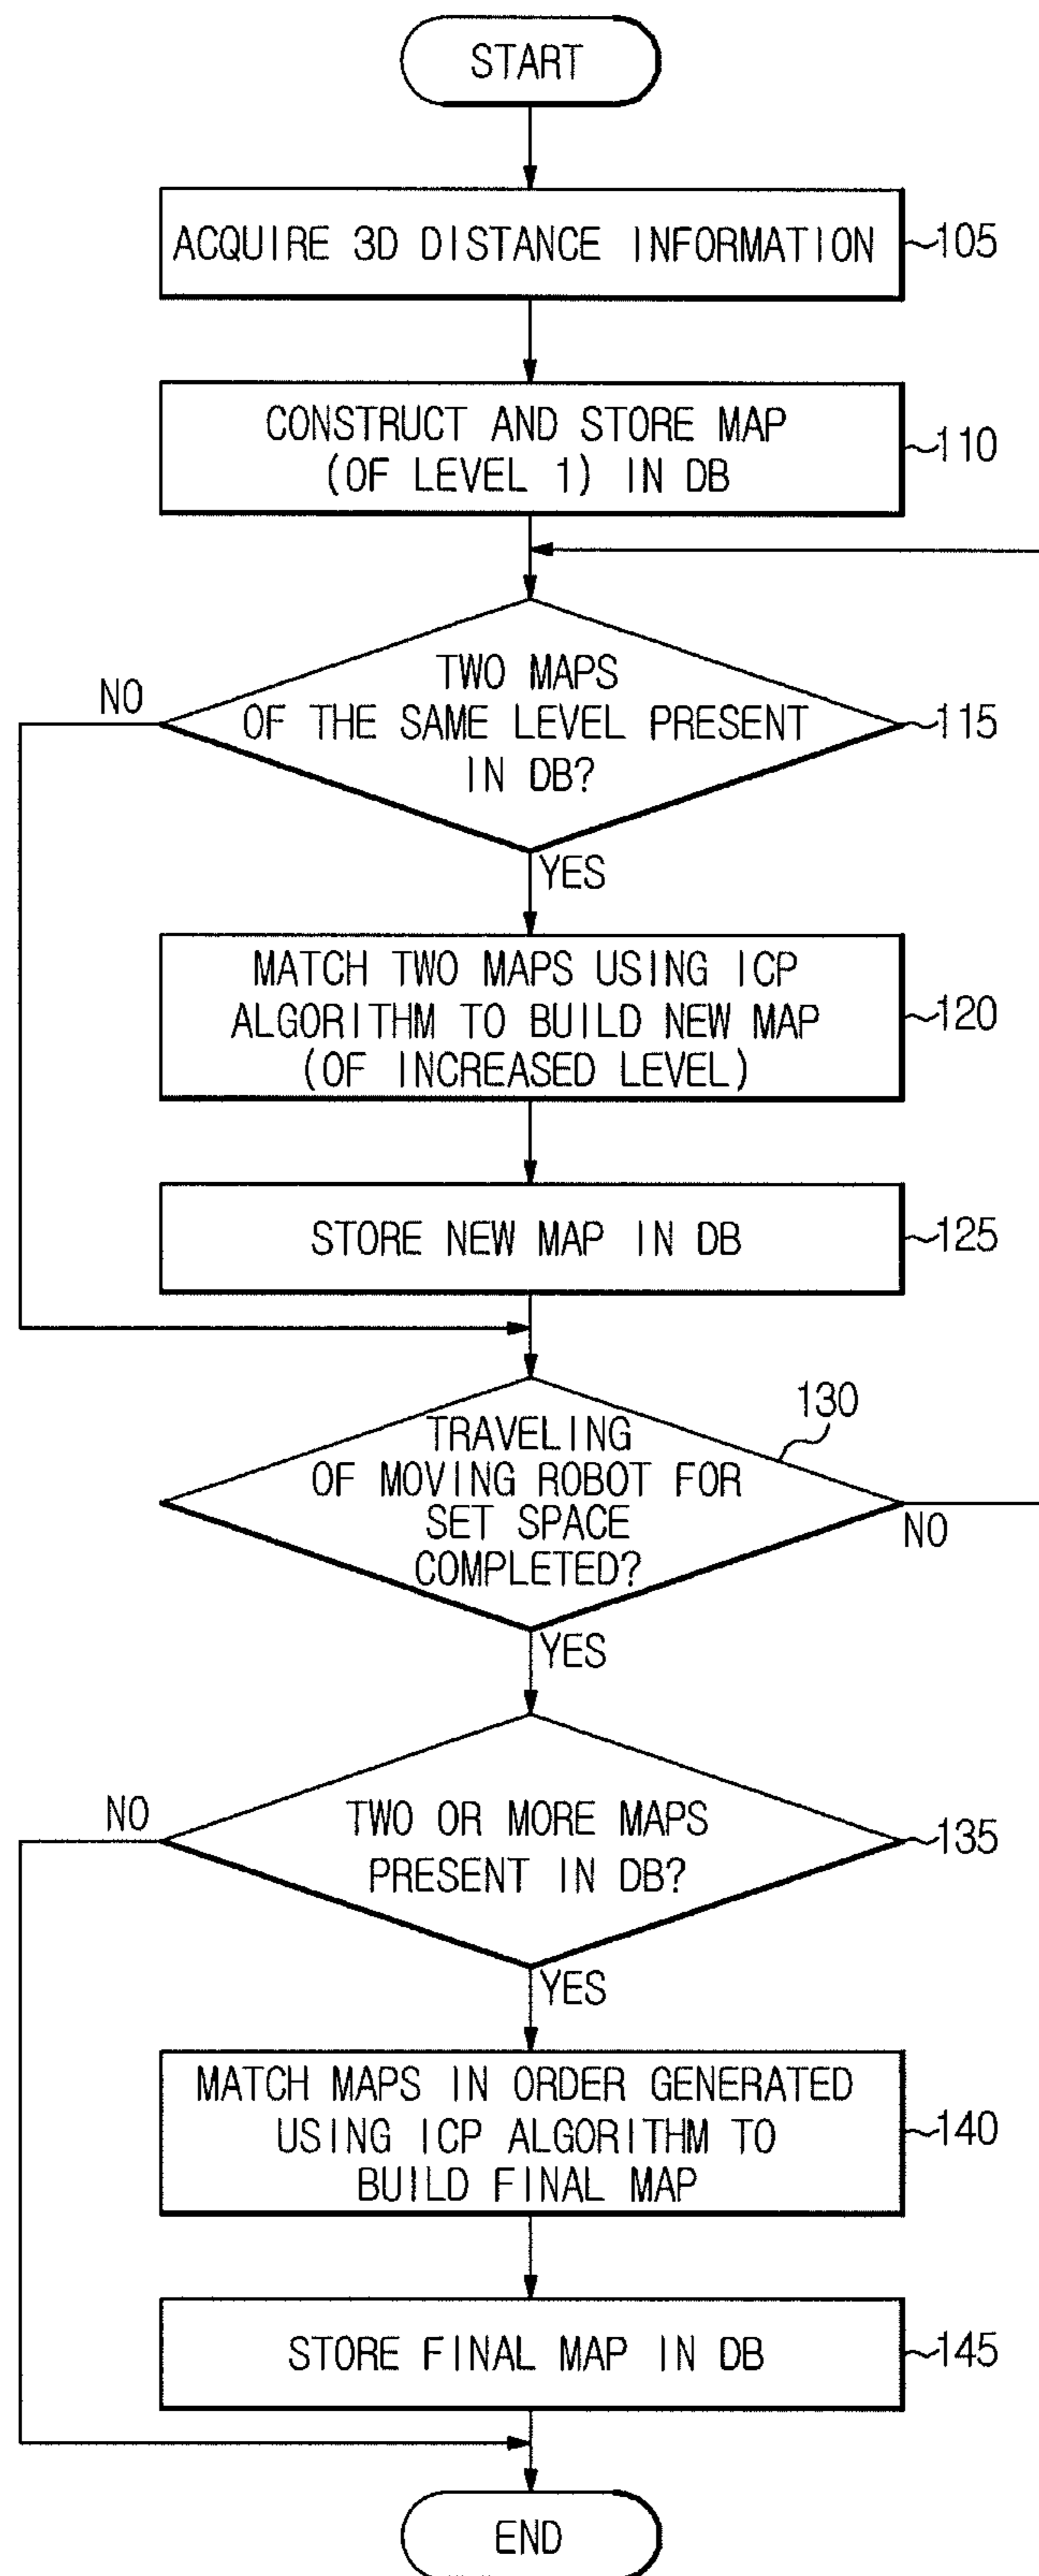 START
ACQUIRE 3D DISTANCE INFORMATION
105
CONSTRUCT AND STORE MAP
(OF LEVEL 1) IN DB
110
TWO MAPS
OF THE SAME LEVEL PRESENT
IN DB?
NO
115
YES
MATCH TWO MAPS USING ICP
ALGORITHM TO BUILD NEW MAP
(OF INCREASED LEVEL)
120
STORE NEW MAP IN DB
125
130
TRAVELING
OF MOVING ROBOT FOR
SET SPACE
COMPLETED?
NO
YES
TWO OR MORE MAPS
PRESENT IN DB?
NO
135
YES
MATCH MAPS IN ORDER GENERATED
USING ICP ALGORITHM TO
BUILD FINAL MAP
140
STORE FINAL MAP IN DB
145
END